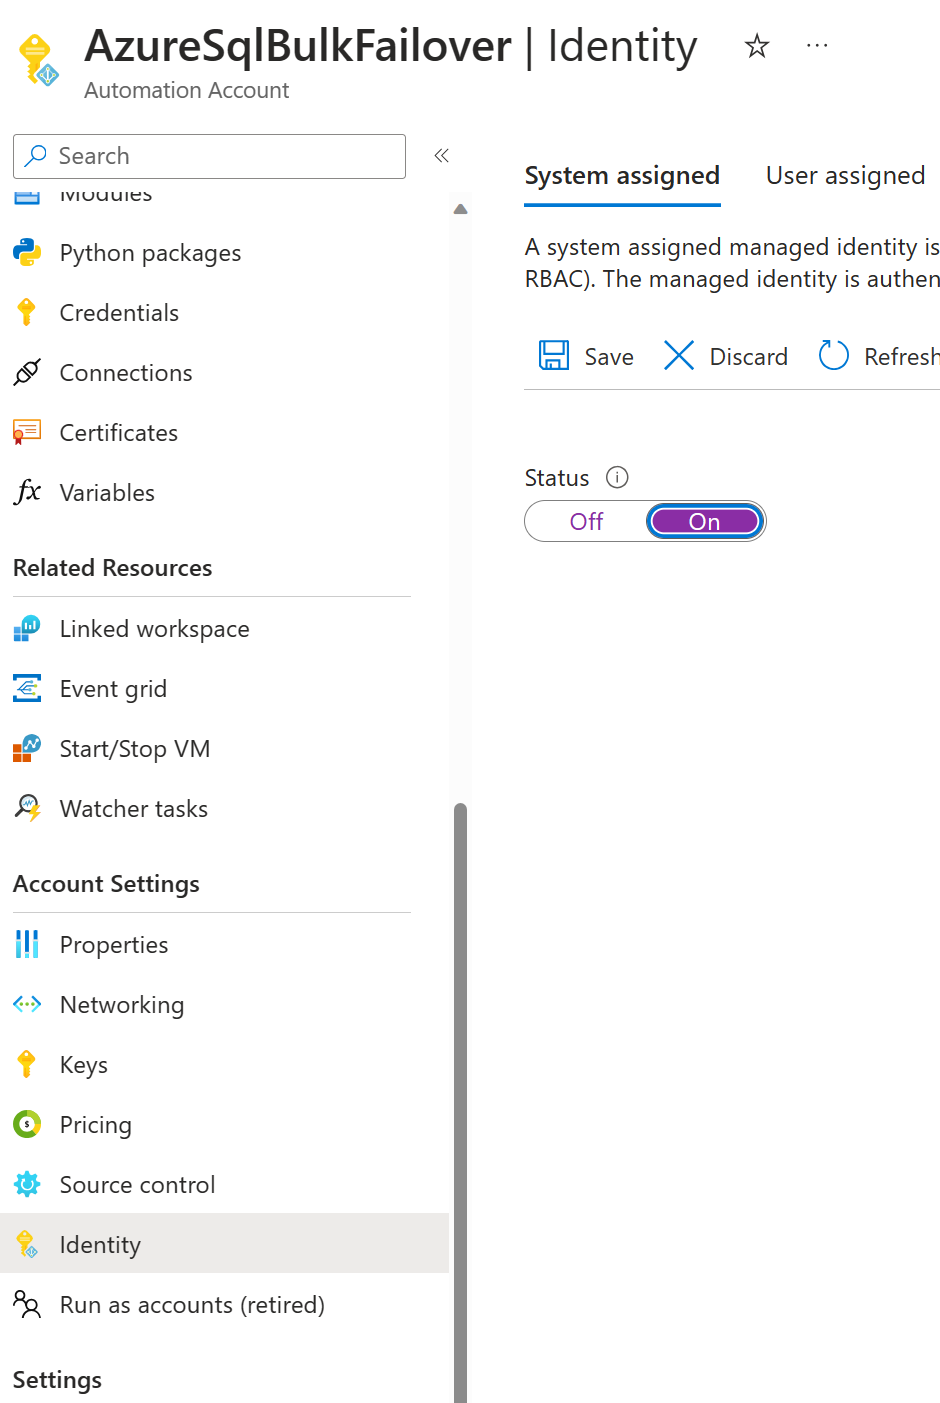 AzureSqlBulkFailover | Identity
Automation Account
Search
Modules
Python packages
Credentials
Connections
Certificates
Variables
Related Resources
Linked workspace
Event grid
Start/Stop VM
Watcher tasks
Account Settings
Properties
Networking
Keys
Pricing
Source control
Identity
Run as accounts (retired)
Settings
System assigned User assigned
A system assigned managed identity is
RBAC). The managed identity is authen
Save Discard Refresh
Status
Off On